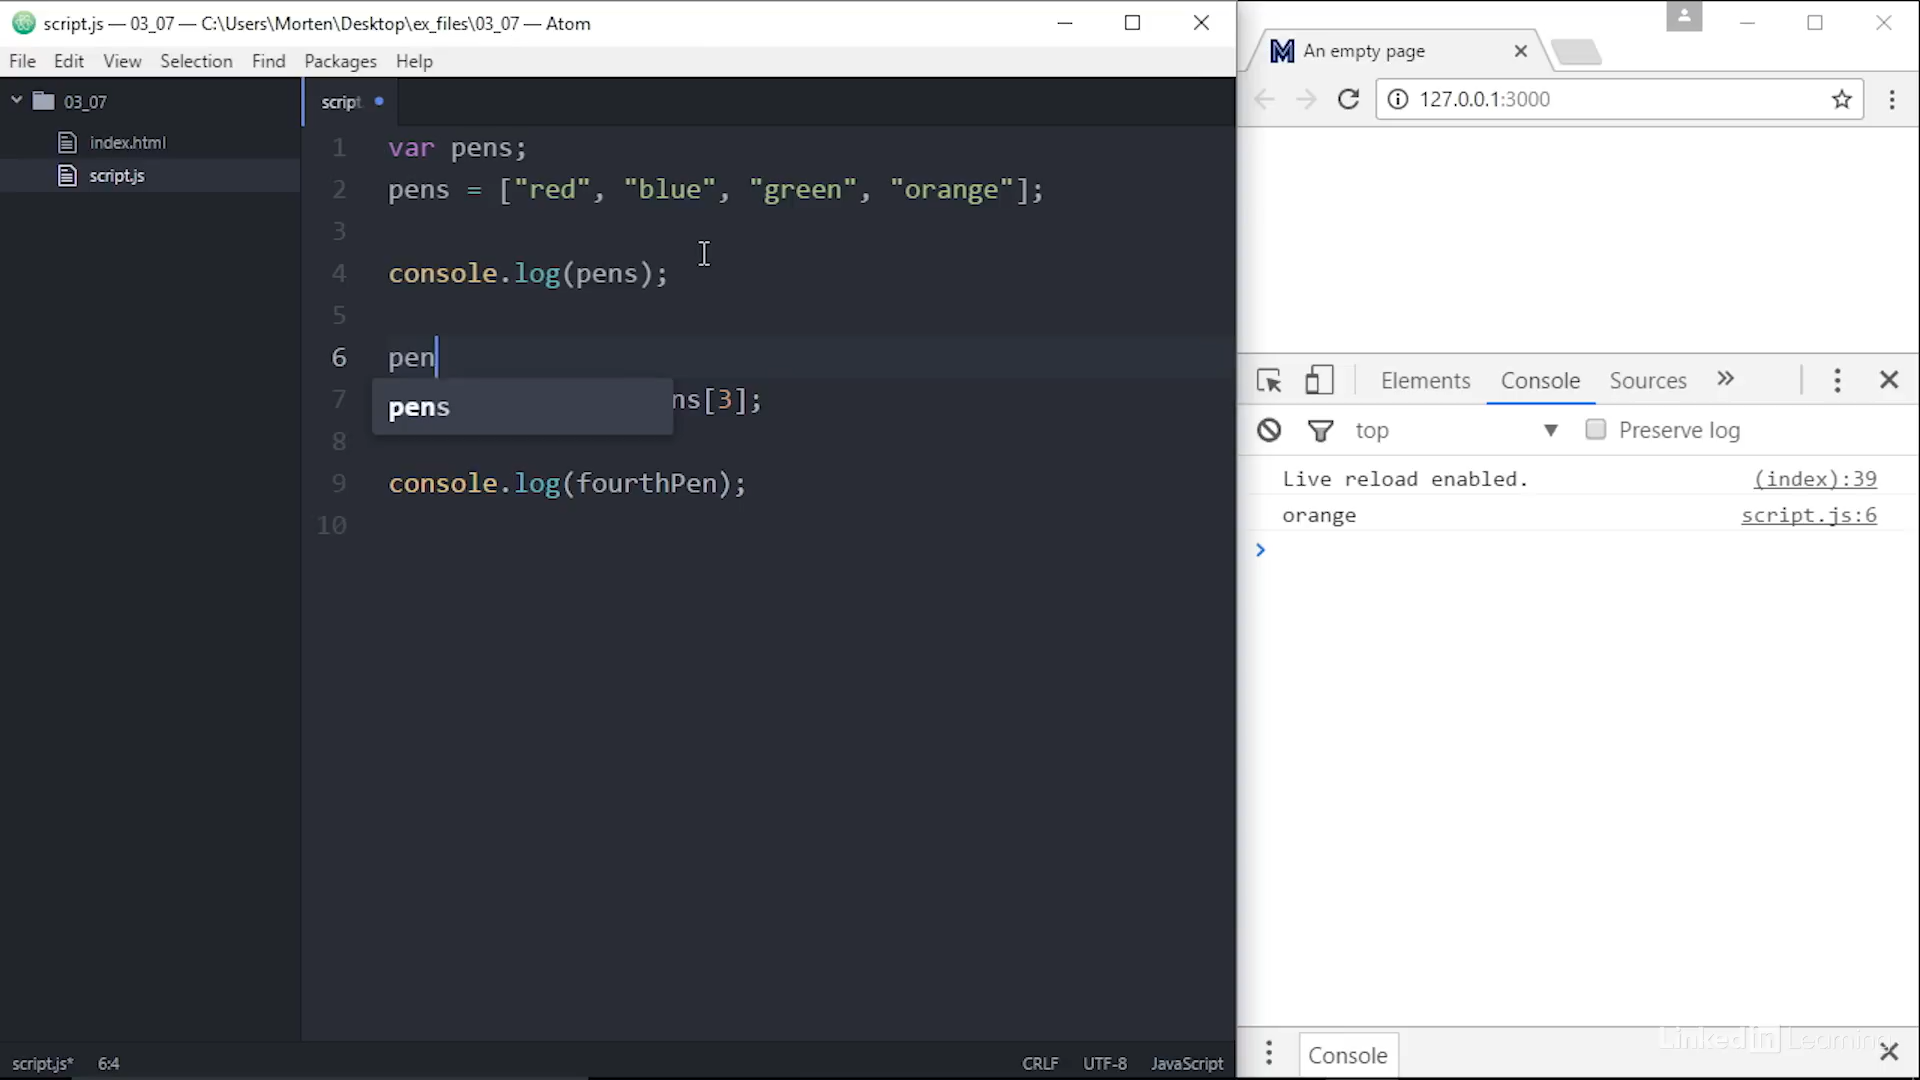 script.js — 03_07 — C:\Users\Morten\Desktop\ex_files\03_07 — Atom
File Edit View Selection Find Packages Help
03_07
index.html
script.js
script
1 var pens;
2 pens = ["red", "blue", "green", "orange"];
3
4 console.log(pens);
5
6 pen
7 ns[3];
pens
8
9 console.log(fourthPen);
10
script.js* 6:4 CRLF UTF-8 JavaScript
An empty page
127.0.0.1:3000
Elements Console Sources »
top Preserve log
Live reload enabled. (index):39
orange script.js:6
>
Console
Linked in Learning